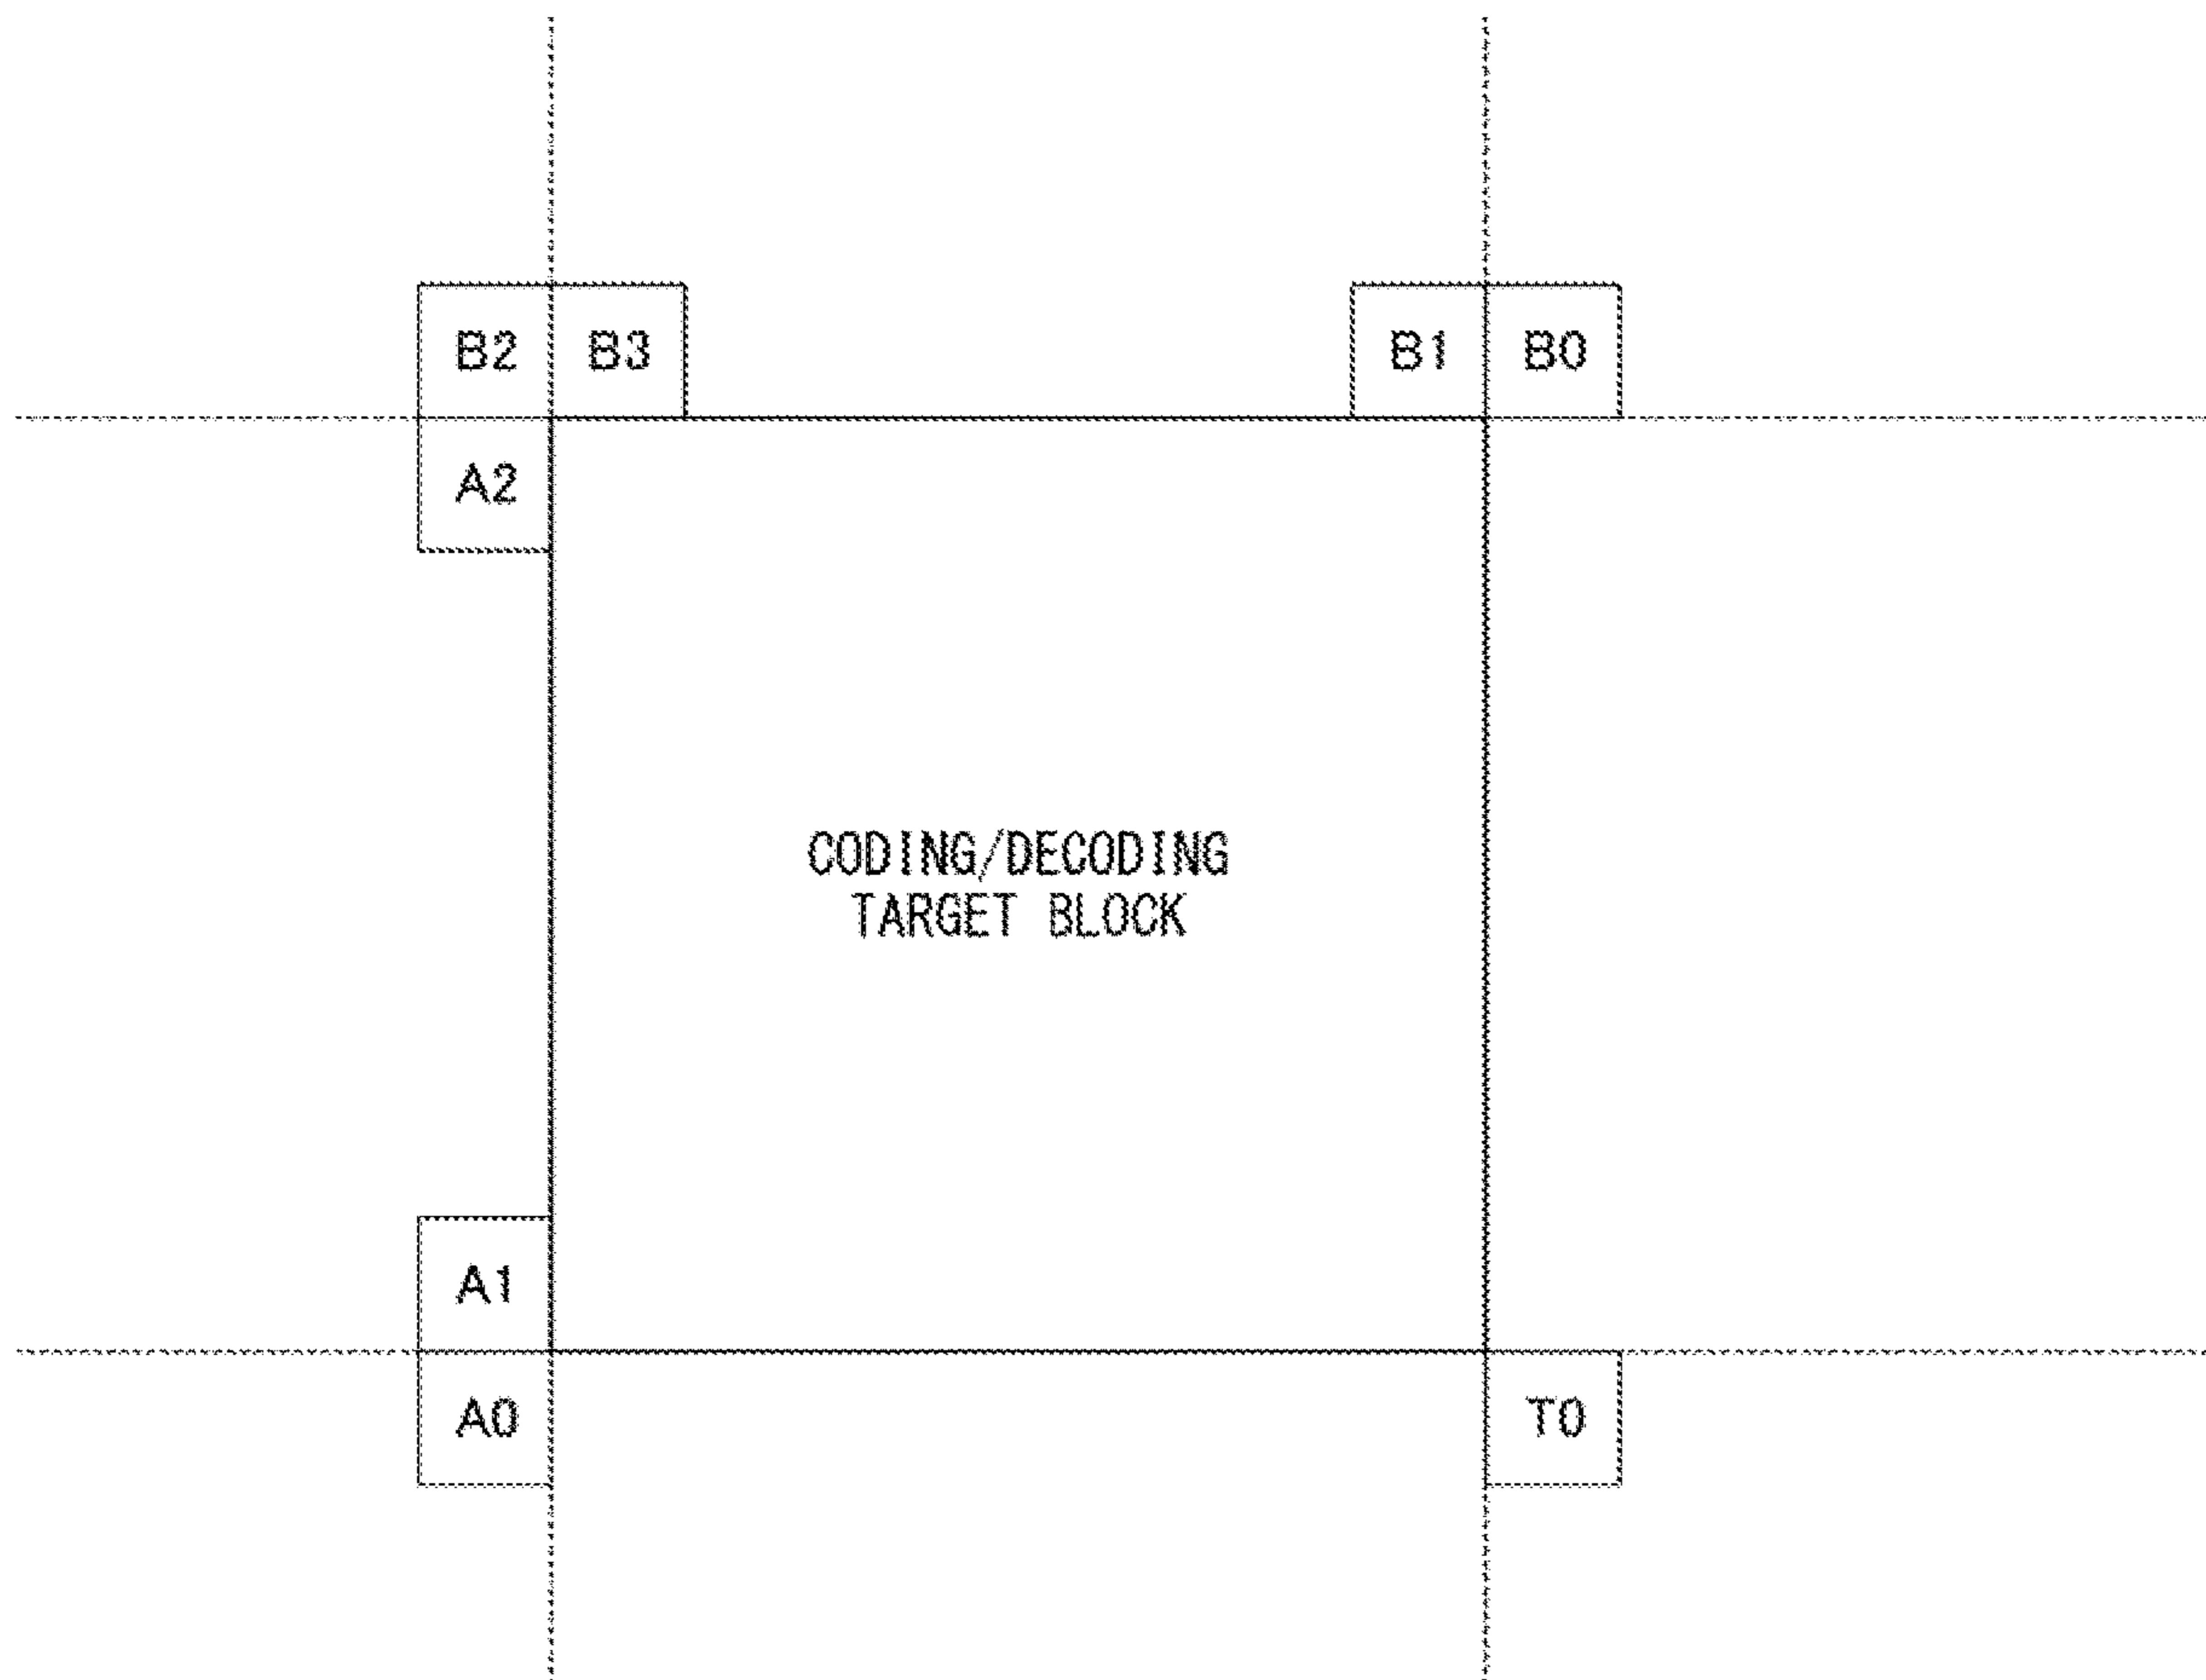 B2 B3 B1 B0
A2
CODING/DECODING
TARGET BLOCK
A1
A0 T0